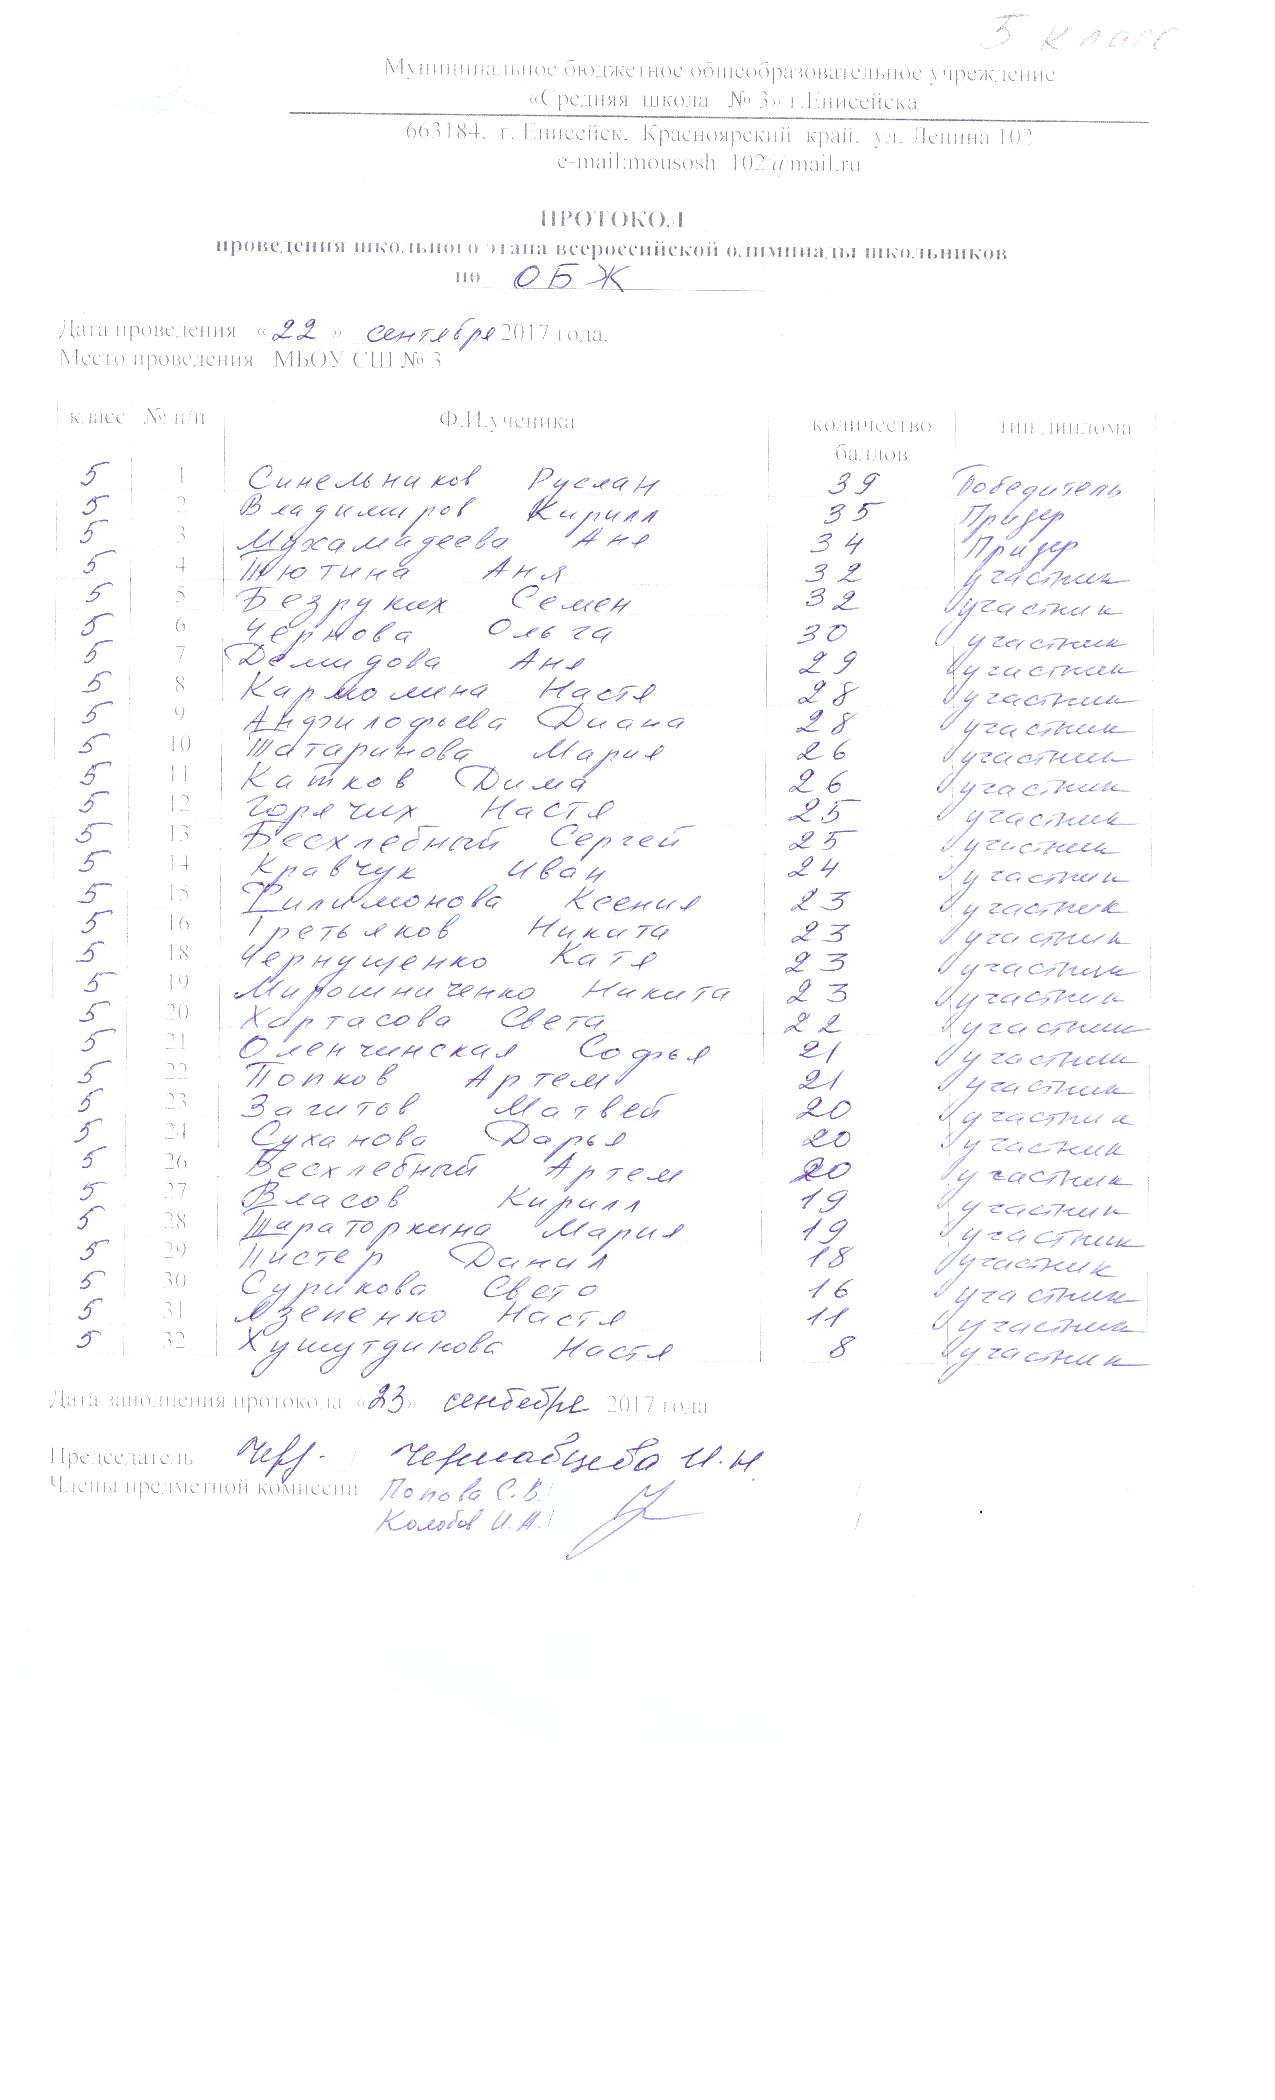 5 класс
Муниципальное бюджетное общеобразовательное учреждение
«Средняя школа № 3» г.Енисейска
663184, г. Енисейск, Красноярский край, ул. Ленина 102
e-mail:mousosh_102@mail.ru
ПРОТОКОЛ
проведения школьного этапа всероссийской олимпиады школьников
по ОБЖ
Дата проведения «22» сентября 2017 года.
Место проведения МБОУ СШ № 3
класс № п/п Ф.И.ученика количество баллов тип диплома
5 1 Синельников Руслан 39 Победитель
5 2 Владимиров Кирилл 35 Призер
5 3 Мухамадеева Аня 34 Призер
5 4 Тютина Аня 32 участник
5 5 Безруких Семен 32 участник
5 6 Чернова Ольга 30 участник
5 7 Демидова Аня 29 участник
5 8 Кармолина Настя 28 участник
5 9 Анфилофьева Диана 28 участник
5 10 Татаринова Мария 26 участник
5 11 Катков Дима 26 участник
5 12 Горячих Настя 25 участник
5 13 Бесхлебный Сергей 25 участник
5 14 Кравчук Иван 24 участник
5 15 Филимонова Ксения 23 участник
5 16 Третьяков Никита 23 участник
5 18 Чернущенко Катя 23 участник
5 19 Мирошниченко Никита 23 участник
5 20 Хартасова Света 22 участник
5 21 Оленчинская Софья 21 участник
5 22 Попков Артем 21 участник
5 23 Загитов Матвей 20 участник
5 24 Суханова Дарья 20 участник
5 26 Бесхлебный Артем 20 участник
5 27 Власов Кирилл 19 участник
5 28 Тараторкина Мария 19 участник
5 29 Пистер Данил 18 участник
5 30 Сурикова Света 16 участник
5 31 Язепенко Настя 11 участник
5 32 Хушутдинова Настя 8 участник
Дата заполнения протокола «23» сентября 2017 года
Председатель / И.Н.
Члены предметной комиссии Попова С.В./ /
Колобов И.А./ /